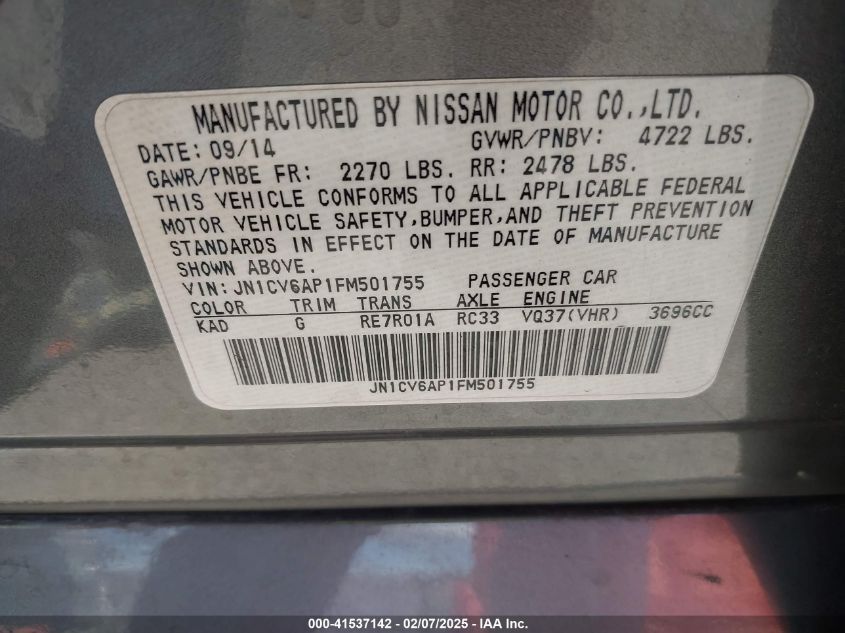 MANUFACTURED BY NISSAN MOTOR CO.,LTD.
DATE: 09/14 GVWR/PNBV: 4722 LBS.
GAWR/PNBE FR: 2270 LBS. RR: 2478 LBS.
THIS VEHICLE CONFORMS TO ALL APPLICABLE FEDERAL
MOTOR VEHICLE SAFETY,BUMPER,AND THEFT PREVENTION
STANDARDS IN EFFECT ON THE DATE OF MANUFACTURE
SHOWN ABOVE.
VIN: JN1CV6AP1FM501755 PASSENGER CAR
COLOR TRIM TRANS AXLE ENGINE
KAD G RE7R01A RC33 VQ37(VHR) 3696CC
JN1CV6AP1FM501755
000-41537142 - 02/07/2025 - IAA Inc.